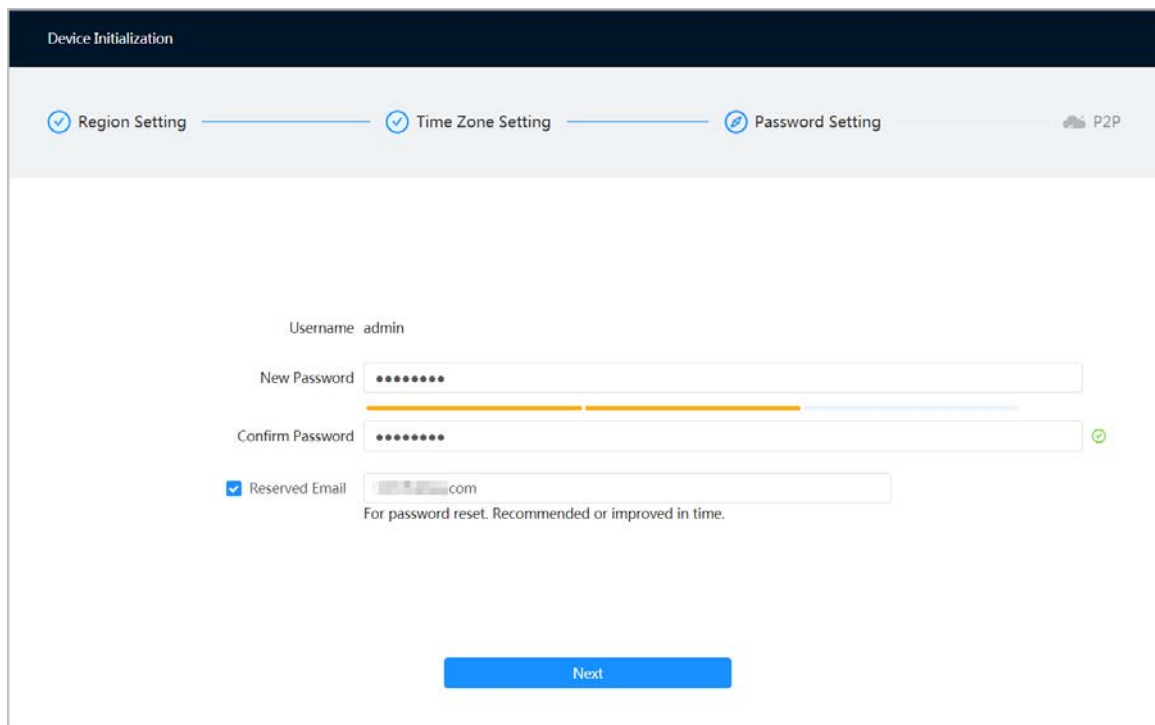 Device Initialization
Region Setting Time Zone Setting Password Setting P2P
Username admin
New Password ••••••••
Confirm Password ••••••••
Reserved Email com
For password reset. Recommended or improved in time.
Next